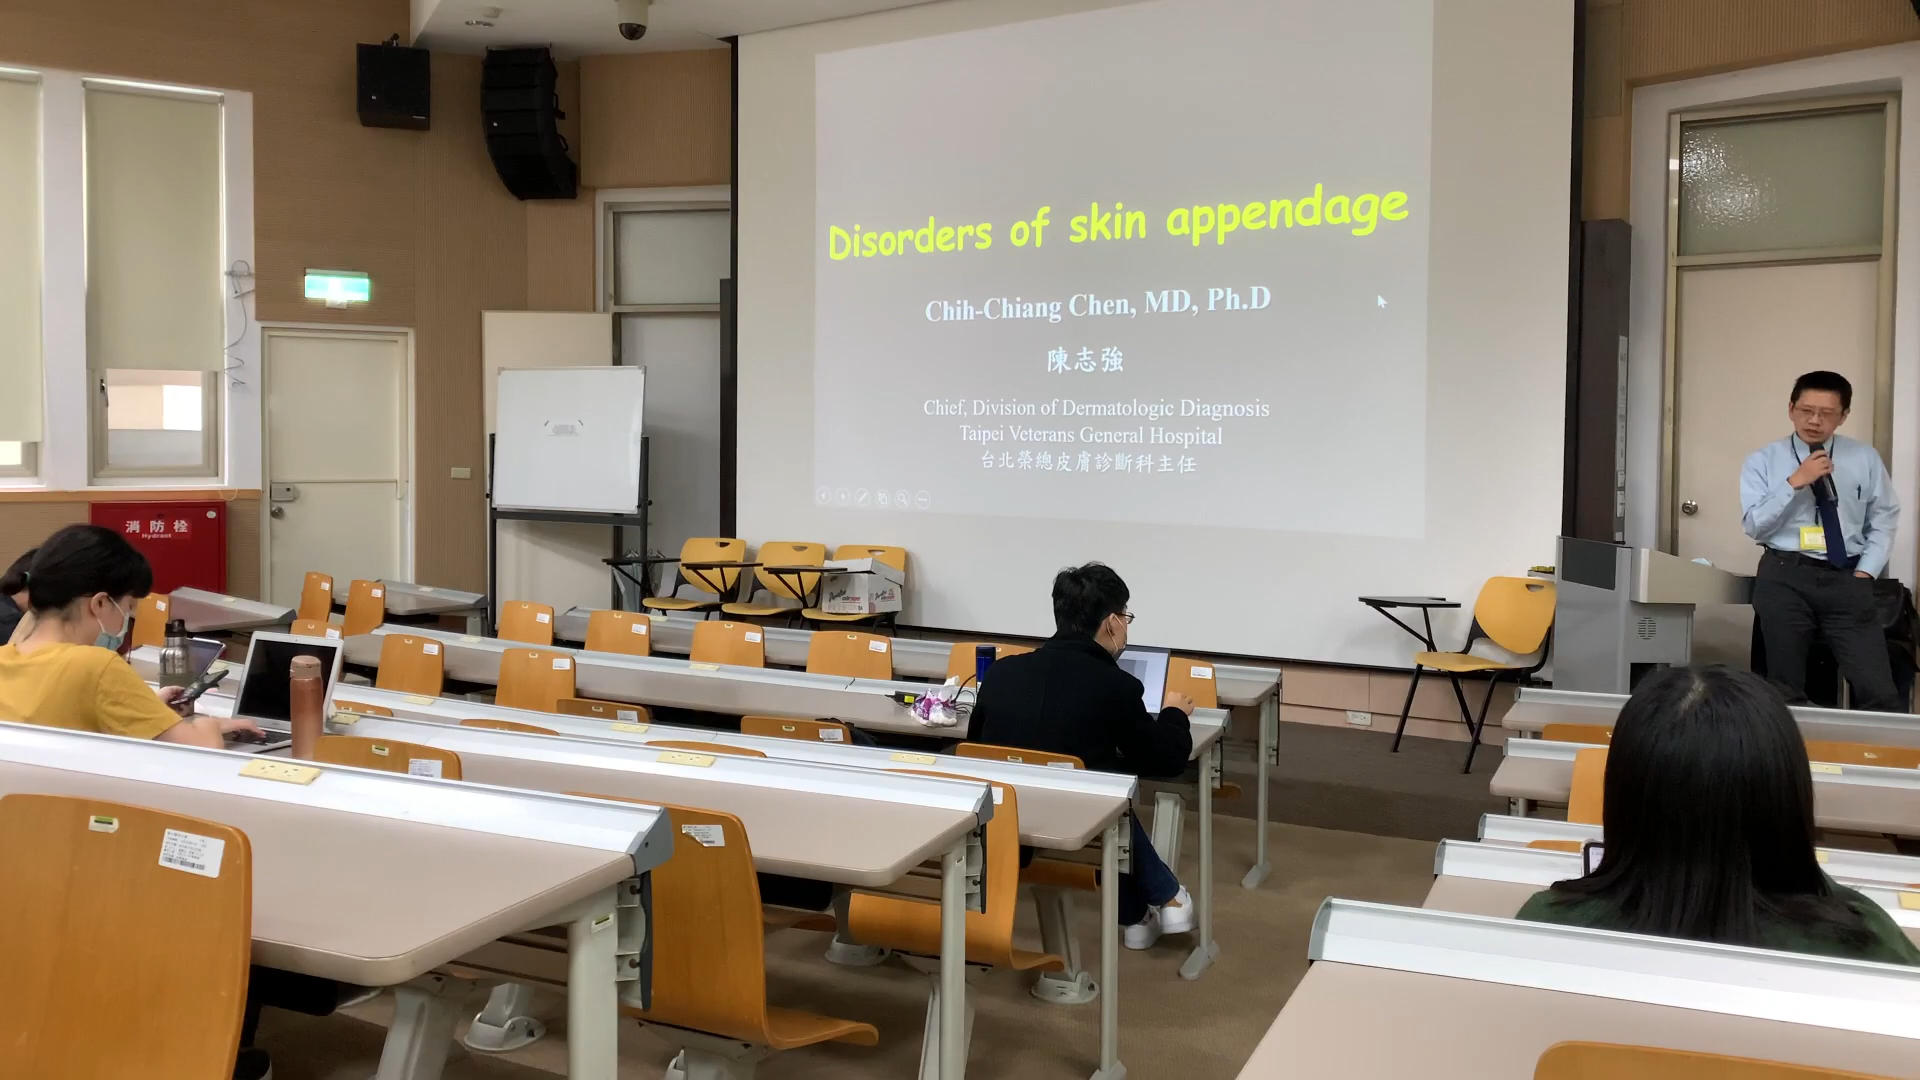 Disorders of skin appendage
Chih-Chiang Chen, MD, Ph.D
陳志強
Chief, Division of Dermatologic Diagnosis
Taipei Veterans General Hospital
台北榮總皮膚診斷科主任
消防栓
Hydrant